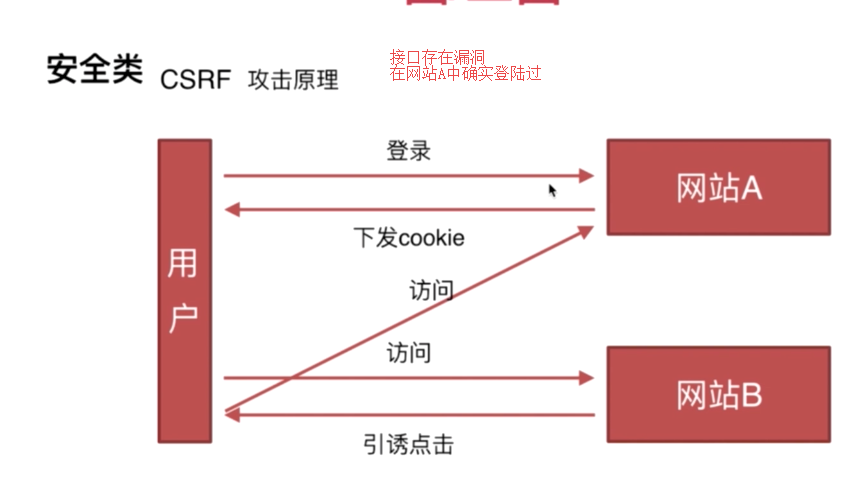 安全类 CSRF 攻击原理
接口存在漏洞
在网站A中确实登陆过
登录
网站A
下发cookie
用户
访问
访问
网站B
引诱点击